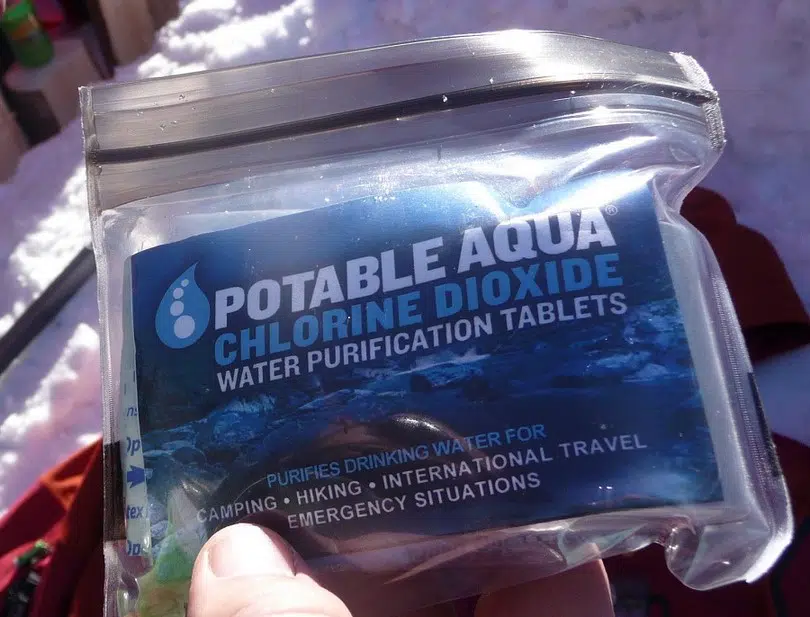 POTABLE AQUA®
CHLORINE DIOXIDE
WATER PURIFICATION TABLETS
PURIFIES DRINKING WATER FOR
CAMPING • HIKING • INTERNATIONAL TRAVEL
EMERGENCY SITUATIONS